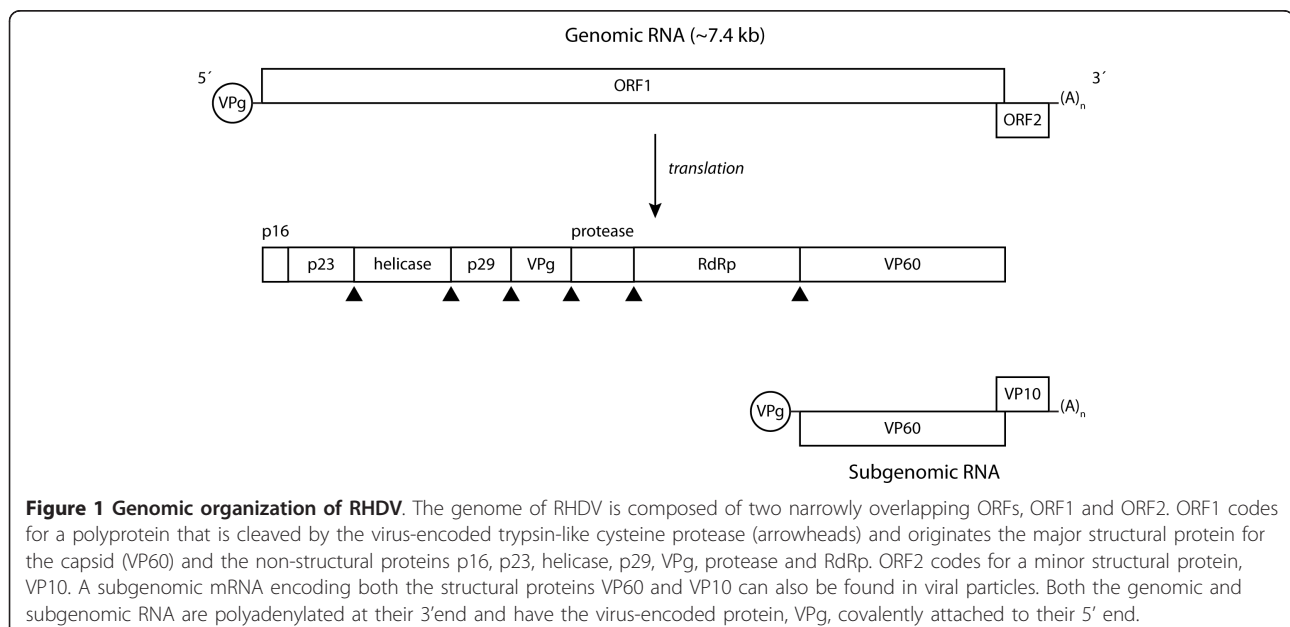 Genomic RNA (~7.4 kb)
5´
3´
VPg
ORF1
(A)n
ORF2
translation
p16
protease
p23
helicase
p29
VPg
RdRp
VP60
VPg
VP10
(A)n
VP60
Subgenomic RNA
Figure 1 Genomic organization of RHDV. The genome of RHDV is composed of two narrowly overlapping ORFs, ORF1 and ORF2. ORF1 codes
for a polyprotein that is cleaved by the virus-encoded trypsin-like cysteine protease (arrowheads) and originates the major structural protein for
the capsid (VP60) and the non-structural proteins p16, p23, helicase, p29, VPg, protease and RdRp. ORF2 codes for a minor structural protein,
VP10. A subgenomic mRNA encoding both the structural proteins VP60 and VP10 can also be found in viral particles. Both the genomic and
subgenomic RNA are polyadenylated at their 3'end and have the virus-encoded protein, VPg, covalently attached to their 5' end.